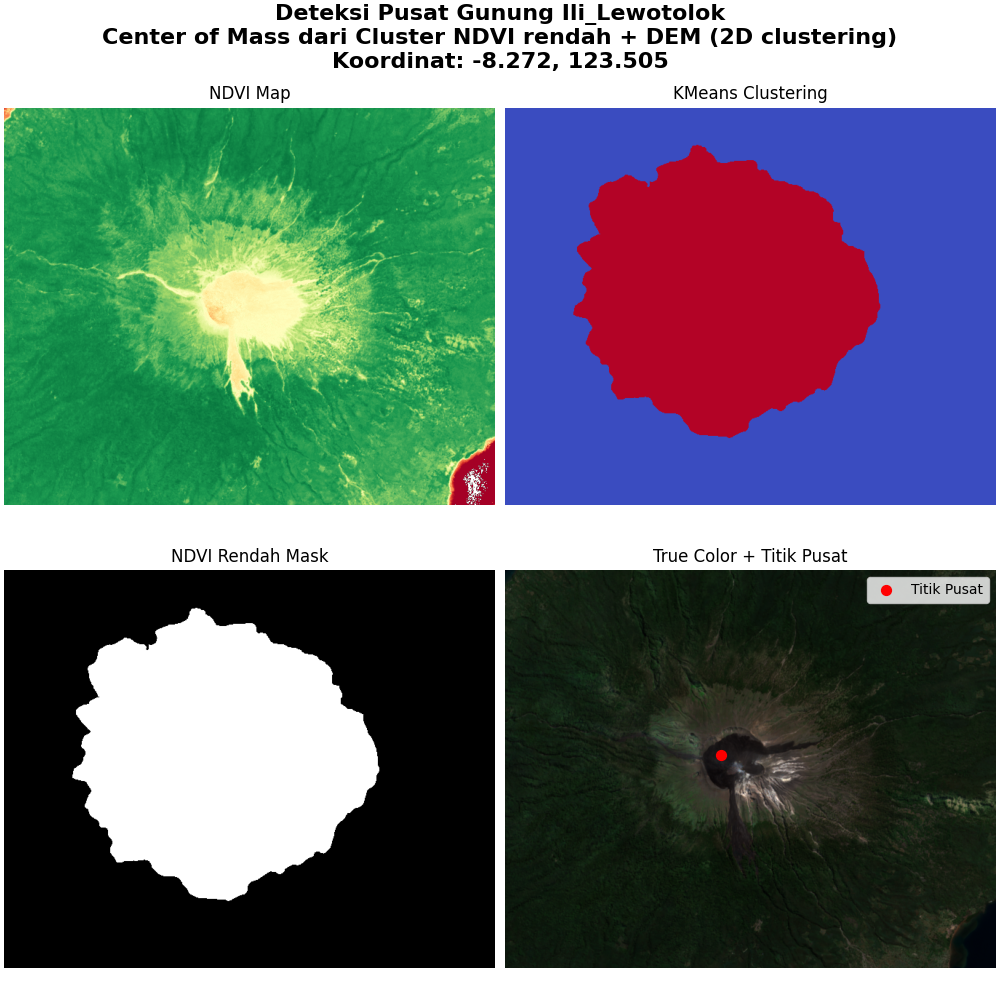 Deteksi Pusat Gunung Ili_Lewotolok
Center of Mass dari Cluster NDVI rendah + DEM (2D clustering)
Koordinat: -8.272, 123.505
NDVI Map
KMeans Clustering
NDVI Rendah Mask
True Color + Titik Pusat
Titik Pusat